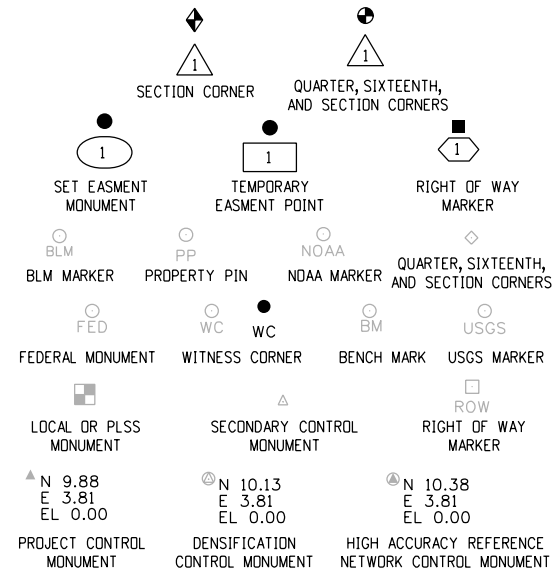 1
1
SECTION CORNER
QUARTER, SIXTEENTH,
AND SECTION CORNERS
1
1
1
SET EASMENT
MONUMENT
TEMPORARY
EASMENT POINT
RIGHT OF WAY
MARKER
BLM
PP
NOAA
BLM MARKER
PROPERTY PIN
NOAA MARKER
QUARTER, SIXTEENTH,
AND SECTION CORNERS
FED
WC
WC
BM
USGS
FEDERAL MONUMENT
WITNESS CORNER
BENCH MARK
USGS MARKER
ROW
LOCAL OR PLSS
MONUMENT
SECONDARY CONTROL
MONUMENT
RIGHT OF WAY
MARKER
N 9.88
E 3.81
EL 0.00
N 10.13
E 3.81
EL 0.00
N 10.38
E 3.81
EL 0.00
PROJECT CONTROL
MONUMENT
DENSIFICATION
CONTROL MONUMENT
HIGH ACCURACY REFERENCE
NETWORK CONTROL MONUMENT